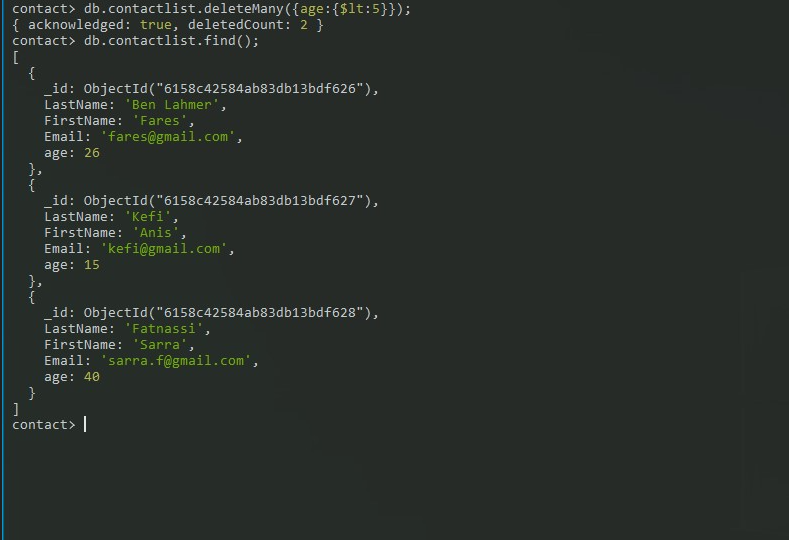 contact> db.contactlist.deleteMany({age:{$lt:5}});
{ acknowledged: true, deletedCount: 2 }
contact> db.contactlist.find();
[
  {
    _id: ObjectId("6158c42584ab83db13bdf626"),
    LastName: 'Ben Lahmer',
    FirstName: 'Fares',
    Email: 'fares@gmail.com',
    age: 26
  },
  {
    _id: ObjectId("6158c42584ab83db13bdf627"),
    LastName: 'Kefi',
    FirstName: 'Anis',
    Email: 'kefi@gmail.com',
    age: 15
  },
  {
    _id: ObjectId("6158c42584ab83db13bdf628"),
    LastName: 'Fatnassi',
    FirstName: 'Sarra',
    Email: 'sarra.f@gmail.com',
    age: 40
  }
]
contact>